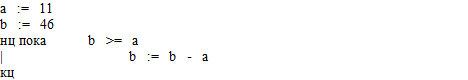 a := 11
b := 46
нц пока b >= a
| b := b - a
кц